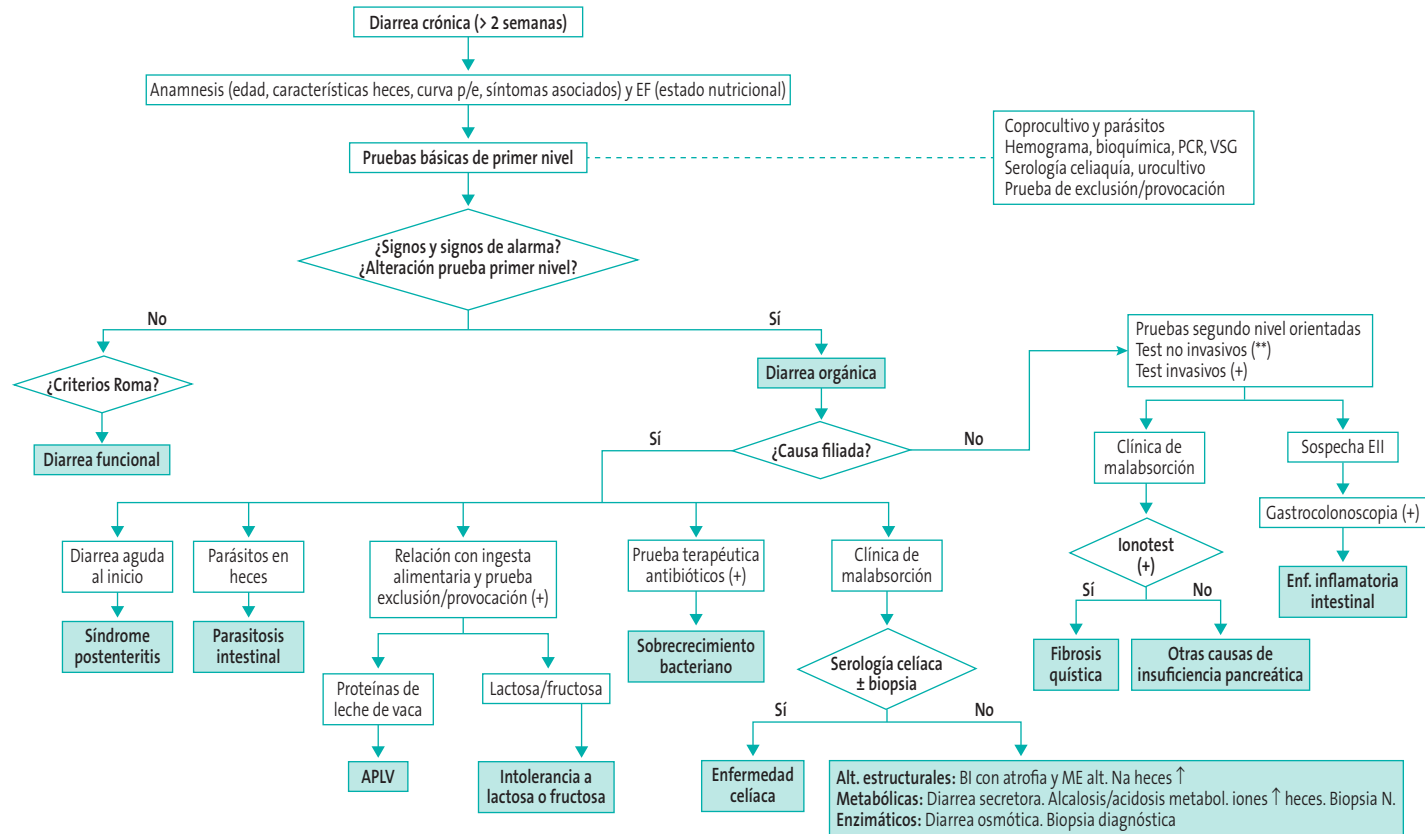 Diarrea crónica (> 2 semanas)
Anamnesis (edad, características heces, curva p/e, síntomas asociados) y EF (estado nutricional)
Pruebas básicas de primer nivel
Coprocultivo y parásitos
Hemograma, bioquímica, PCR, VSG
Serología celiaquía, urocultivo
Prueba de exclusión/provocación
¿Signos y signos de alarma?
¿Alteración prueba primer nivel?
No
Sí
¿Criterios Roma?
Diarrea funcional
Diarrea orgánica
¿Causa filiada?
Sí
No
Pruebas segundo nivel orientadas
Test no invasivos (**)
Test invasivos (+)
Clínica de
malabsorción
Sospecha EII
Ionotest
(+)
Gastrocolonoscopia (+)
Sí
No
Enf. inflamatoria
intestinal
Fibrosis
quística
Otras causas de
insuficiencia pancreática
Diarrea aguda
al inicio
Síndrome
postenteritis
Parásitos en
heces
Parasitosis
intestinal
Relación con ingesta
alimentaria y prueba
exclusión/provocación (+)
Proteínas de
leche de vaca
APLV
Lactosa/fructosa
Intolerancia a
lactosa o fructosa
Prueba terapéutica
antibióticos (+)
Sobrecrecimiento
bacteriano
Clínica de
malabsorción
Serología celíaca
± biopsia
Sí
No
Enfermedad
celíaca
Alt. estructurales: BI con atrofia y ME alt. Na heces ↑
Metabólicas: Diarrea secretora. Alcalosis/acidosis metabol. iones ↑ heces. Biopsia N.
Enzimáticos: Diarrea osmótica. Biopsia diagnóstica